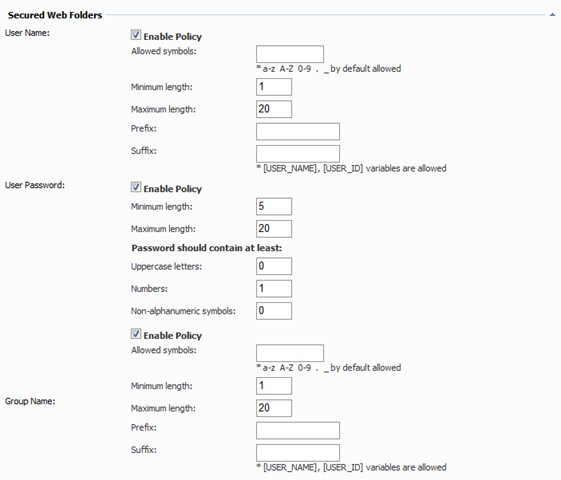 Secured Web Folders
User Name:
Enable Policy
Allowed symbols:
* a-z A-Z 0-9 . _ by default allowed
Minimum length: 1
Maximum length: 20
Prefix:
Suffix:
* [USER_NAME], [USER_ID] variables are allowed
User Password:
Enable Policy
Minimum length: 5
Maximum length: 20
Password should contain at least:
Uppercase letters: 0
Numbers: 1
Non-alphanumeric symbols: 0
Enable Policy
Allowed symbols:
* a-z A-Z 0-9 . _ by default allowed
Minimum length: 1
Group Name:
Maximum length: 20
Prefix:
Suffix:
* [USER_NAME], [USER_ID] variables are allowed